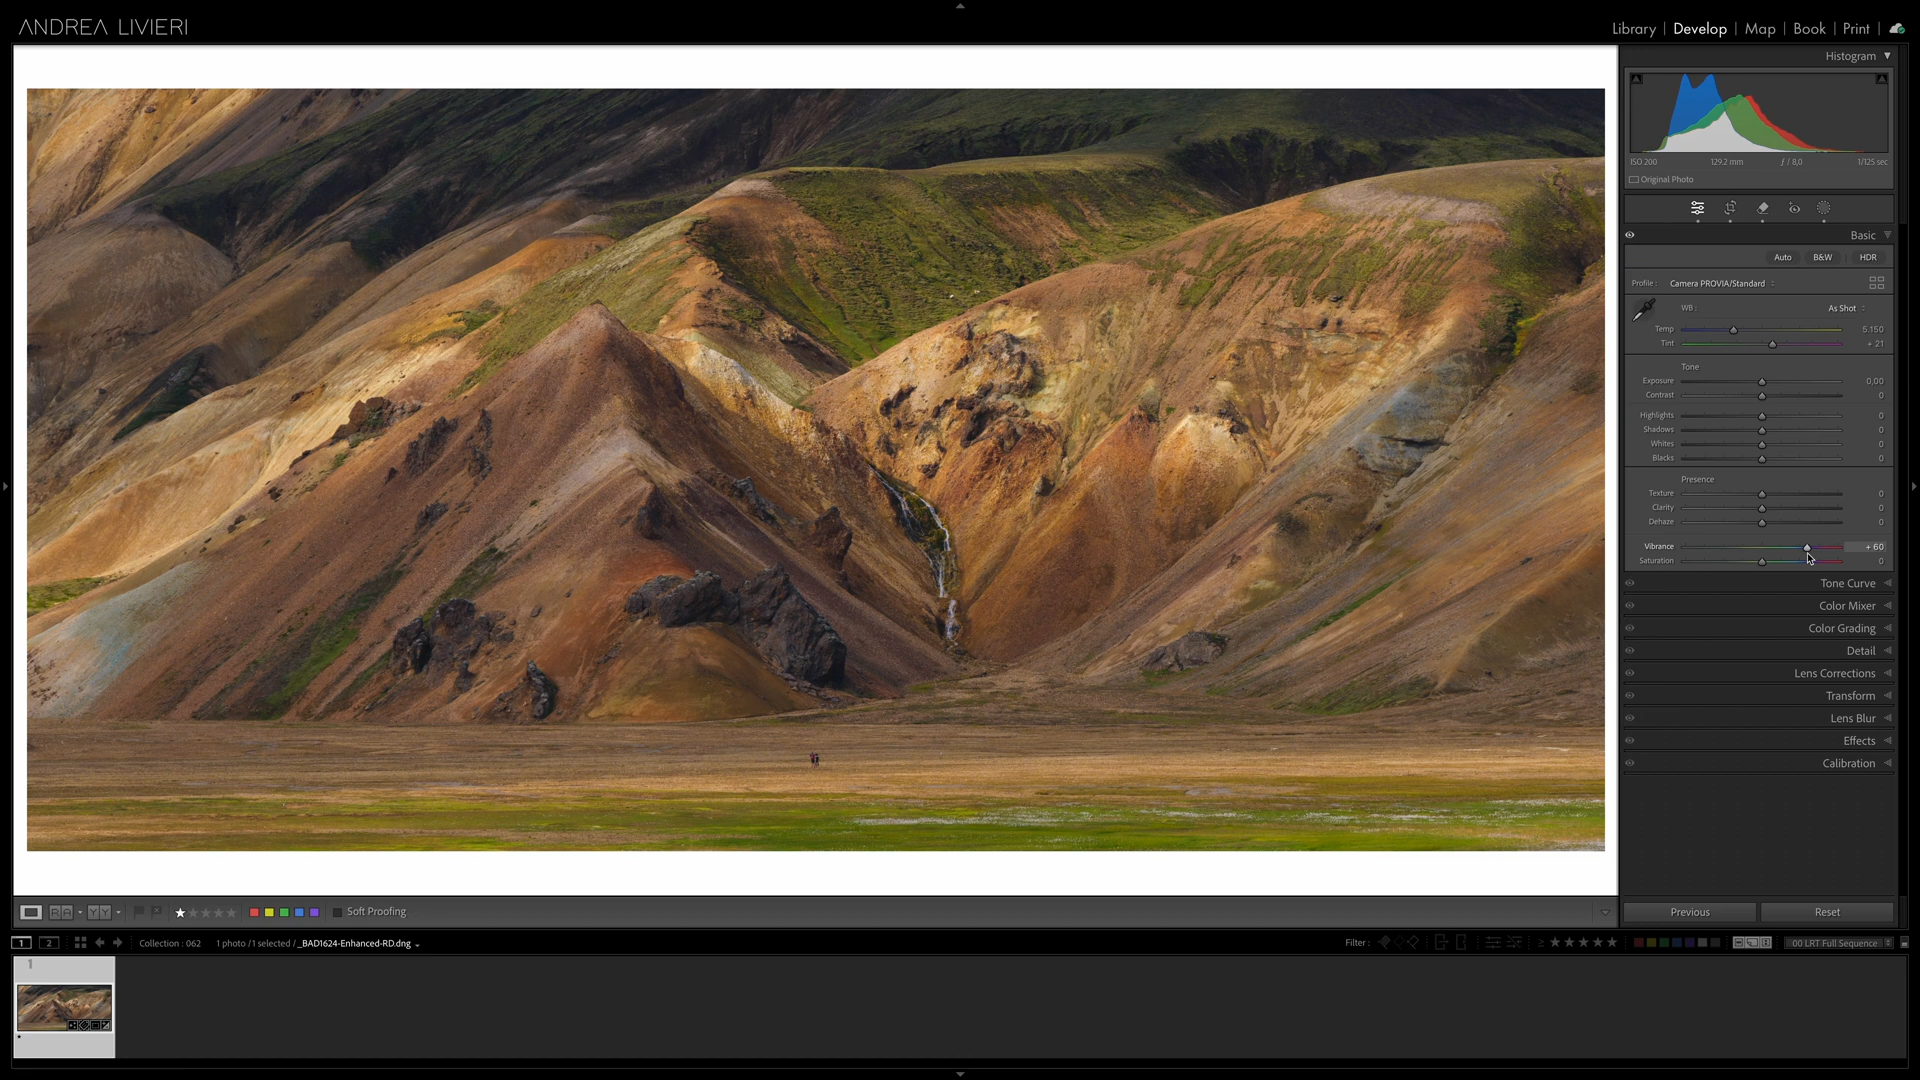 ANDREA LIVIERI
Library | Develop | Map | Book | Print |
Histogram
ISO 200 129.2 mm ƒ / 8,0 1/125 sec
Original Photo
Basic
Auto B&W HDR
Profile : Camera PROVIA/Standard
WB : As Shot
Temp 5.150
Tint + 21
Tone
Exposure 0,00
Contrast 0
Highlights 0
Shadows 0
Whites 0
Blacks 0
Presence
Texture 0
Clarity 0
Dehaze 0
Vibrance + 60
Saturation 0
Tone Curve
Color Mixer
Color Grading
Detail
Lens Corrections
Transform
Lens Blur
Effects
Calibration
Soft Proofing
Previous Reset
1 2 Collection : 062 1 photo / 1 selected / _BAD1624-Enhanced-RD.dng Filter : 00 LRT Full Sequence
1